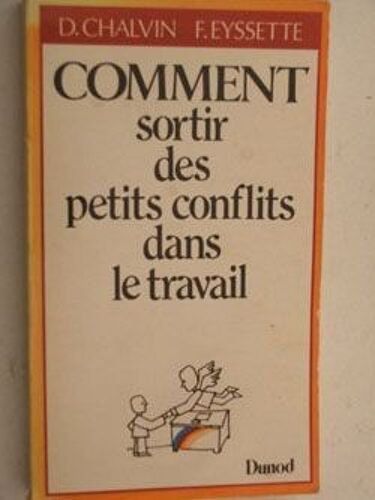 D. CHALVIN F. EYSSETTE
COMMENT
sortir
des
petits conflits
dans
le travail
Dunod